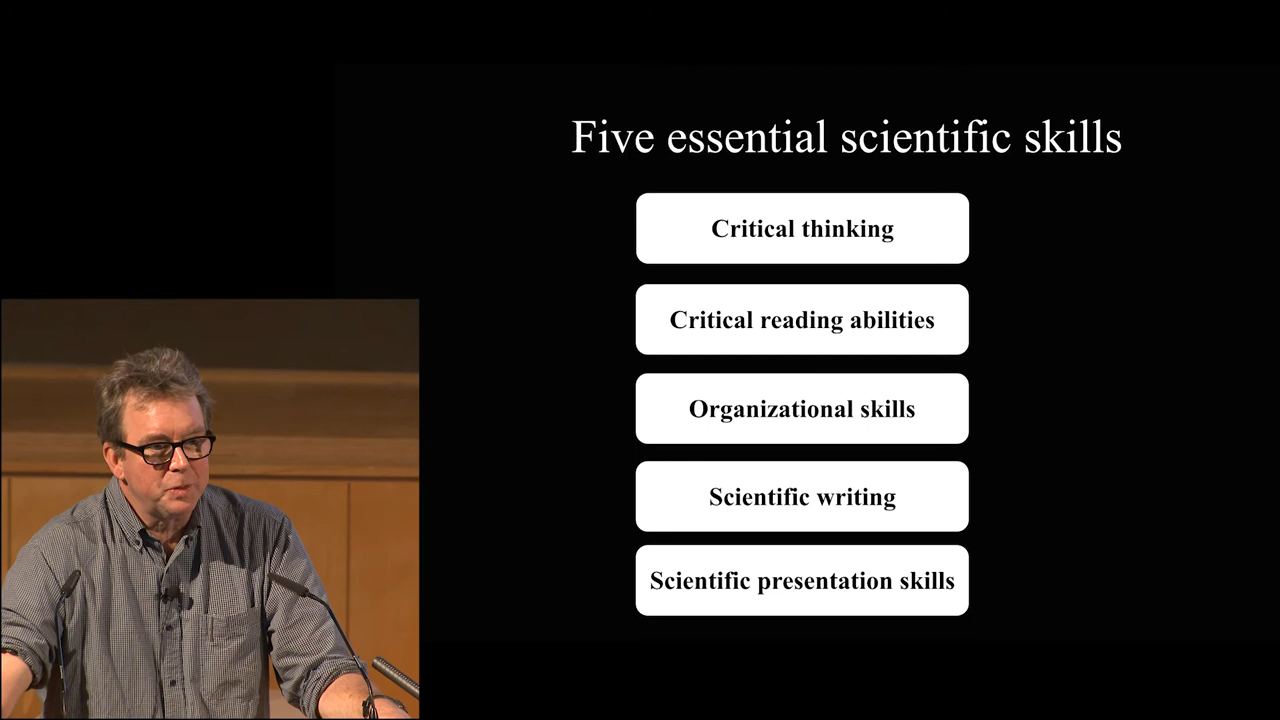 Five essential scientific skills
Critical thinking
Critical reading abilities
Organizational skills
Scientific writing
Scientific presentation skills